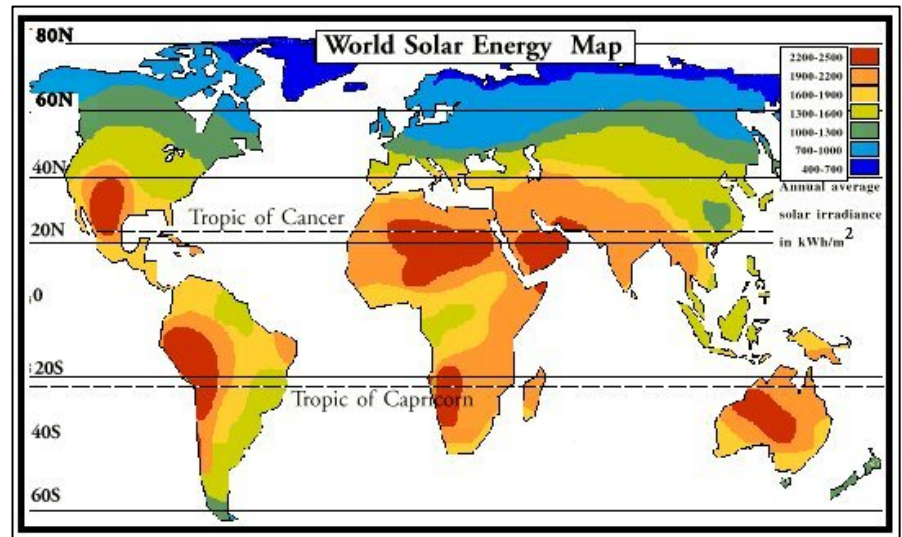 80N
World Solar Energy Map
2200-2500
1900-2200
1600-1900
1300-1600
1000-1300
700-1000
400-700
60N
40N
Annual average
solar irradiance
in kWh/m²
Tropic of Cancer
20N
0
20S
Tropic of Capricorn
40S
60S